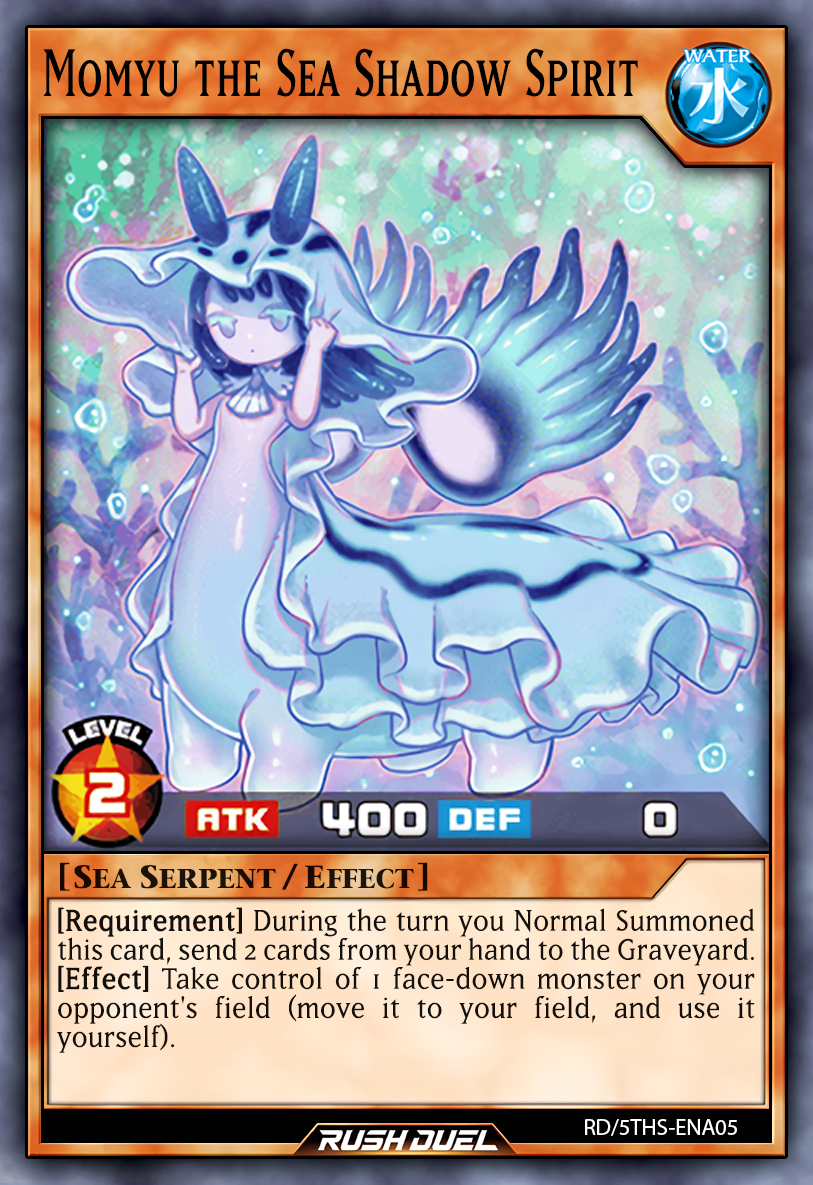 Momyu the Sea Shadow Spirit
WATER
水
LEVEL
2
ATK 400 DEF 0
[Sea Serpent / Effect]
[Requirement] During the turn you Normal Summoned
this card, send 2 cards from your hand to the Graveyard.
[Effect] Take control of 1 face-down monster on your
opponent's field (move it to your field, and use it
yourself).
RUSH DUEL
RD/5THS-ENA05